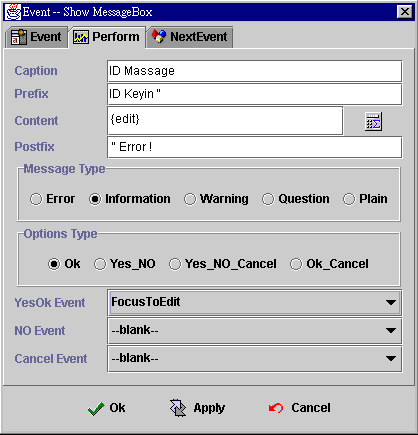 Event -- Show MessageBox
Event Perform NextEvent
Caption ID Massage
Prefix ID Keyin "
Content {edit}
Postfix " Error !
Message Type
Error Information Warning Question Plain
Options Type
Ok Yes_NO Yes_NO_Cancel Ok_Cancel
YesOk Event FocusToEdit
NO Event --blank--
Cancel Event --blank--
Ok Apply Cancel